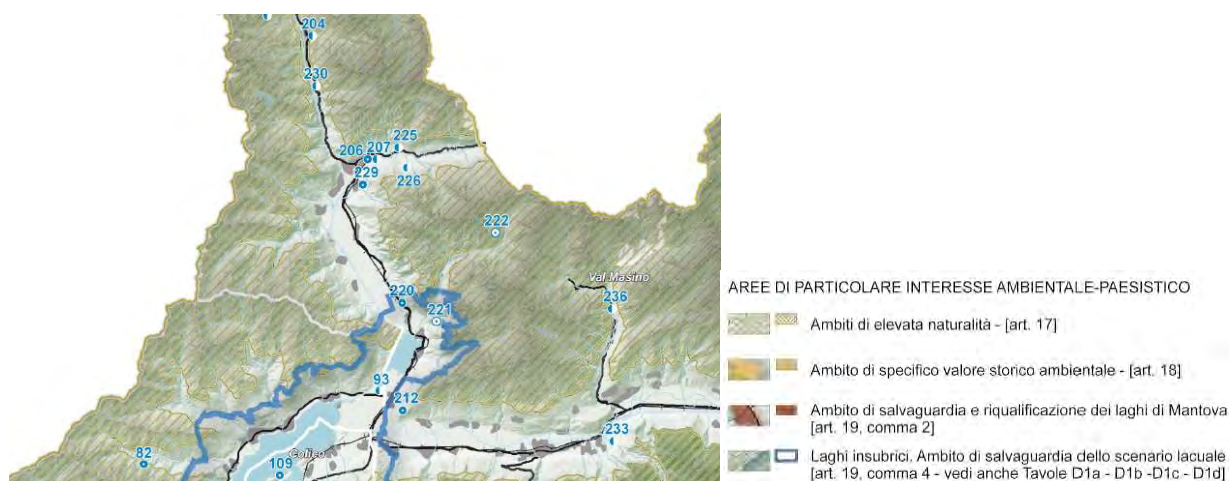 204
230
225
206
207
226
229
222
Val Masino
220
236
221
93
212
233
82
Colico
109
AREE DI PARTICOLARE INTERESSE AMBIENTALE-PAESISTICO
Ambiti di elevata naturalità - [art. 17]
Ambito di specifico valore storico ambientale - [art. 18]
Ambito di salvaguardia e riqualificazione dei laghi di Mantova
[art. 19, comma 2]
Laghi insubrici. Ambito di salvaguardia dello scenario lacuale
[art. 19, comma 4 - vedi anche Tavole D1a - D1b -D1c - D1d]